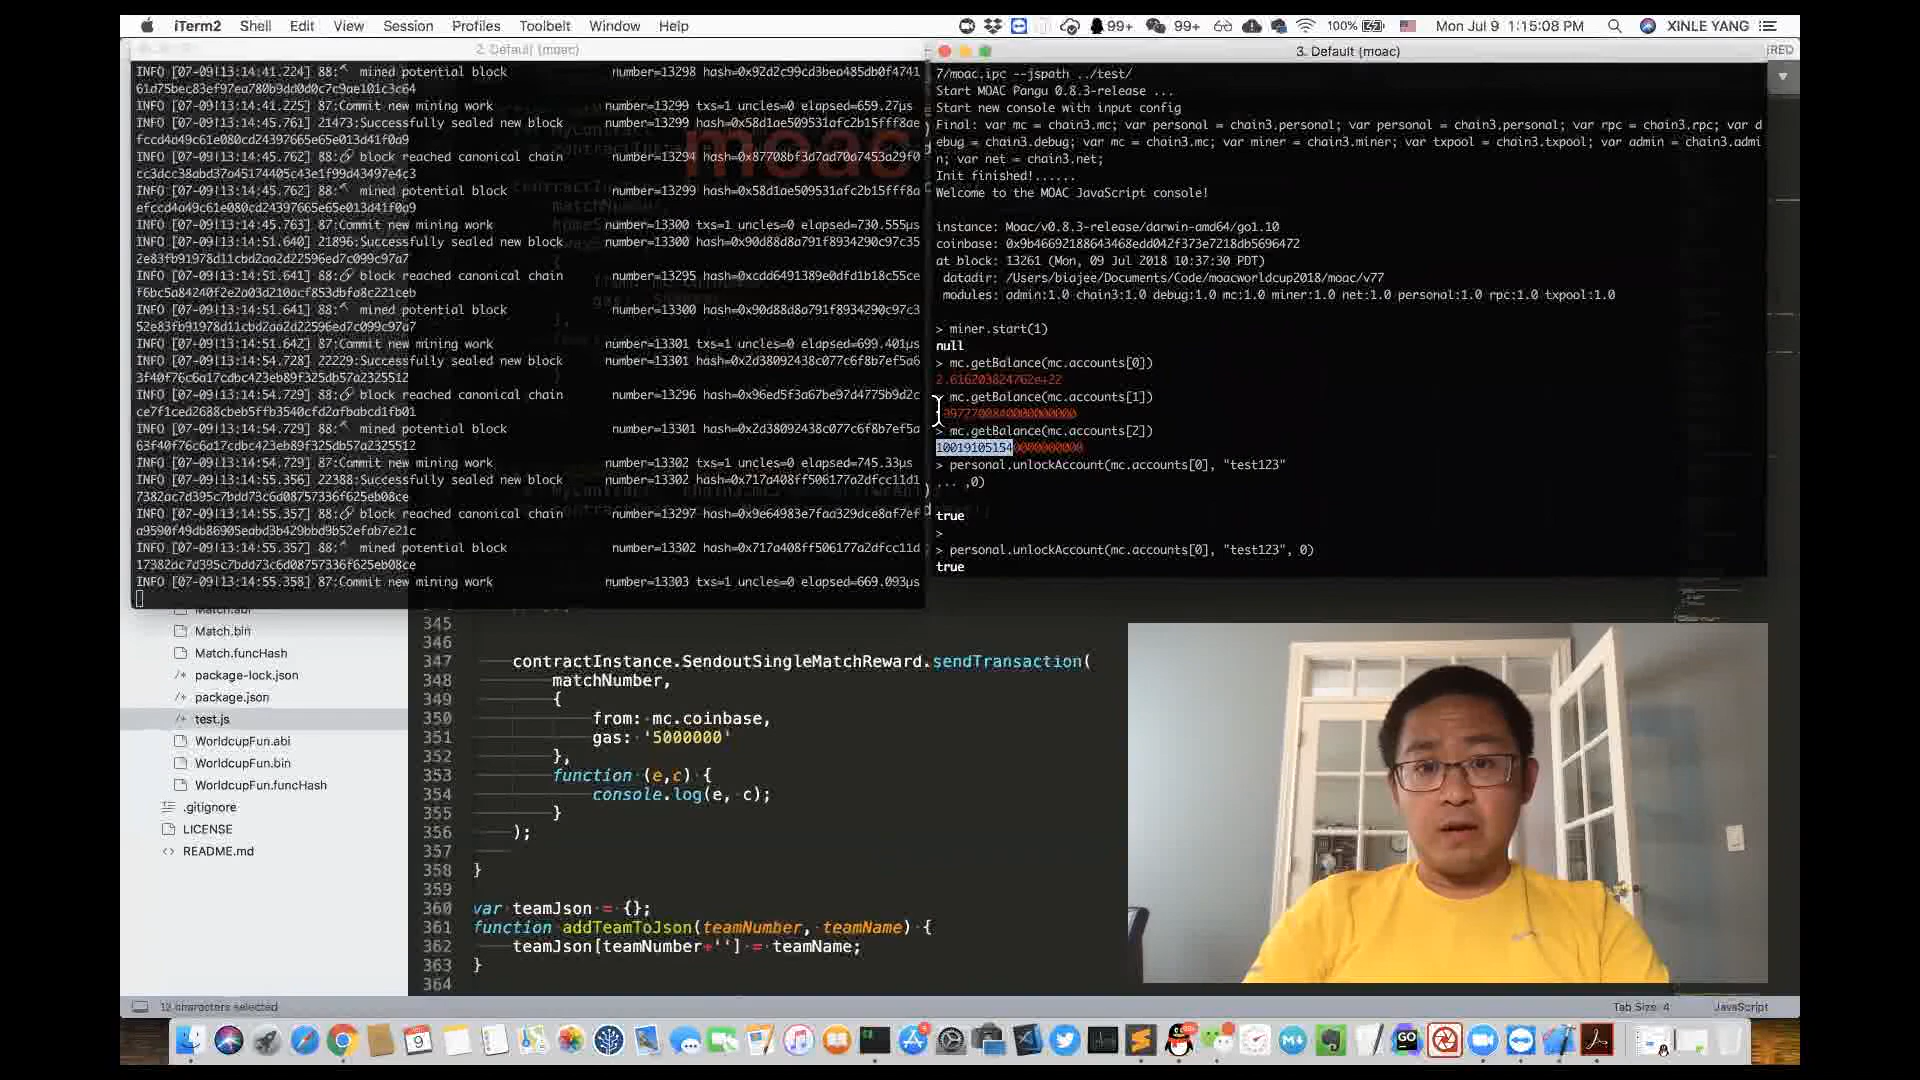 iTerm2 Shell Edit View Session Profiles Toolbelt Window Help
99+ 99+ 100% Mon Jul 9 1:15:08 PM XINLE YANG
2. Default (moac)
INFO [07-09|13:14:41.224] 88:🔨 mined potential block number=13298 hash=0x92d2c99cd3bea485db0f4741
61d75bec83ef97ea780b9dd0d0c7c9ae101c3c64
INFO [07-09|13:14:41.225] 87:Commit new mining work number=13299 txs=1 uncles=0 elapsed=659.27µs
INFO [07-09|13:14:45.761] 21473:Successfully sealed new block number=13299 hash=0x58d1ae509531afc2b15fff8ae
fccd4a49c61e080cd24397665e65e013d41f0a9
INFO [07-09|13:14:45.762] 88:🔗 block reached canonical chain number=13294 hash=0x87708bf3d7ad70a7453a29f0
cc3dcc38abd37a45174405c43e1f99d43497e4c3
INFO [07-09|13:14:45.762] 88:🔨 mined potential block number=13299 hash=0x58d1ae509531afc2b15fff8a
efccd4a49c61e080cd24397665e65e013d41f0a9
INFO [07-09|13:14:45.763] 87:Commit new mining work number=13300 txs=1 uncles=0 elapsed=730.555µs
INFO [07-09|13:14:51.640] 21896:Successfully sealed new block number=13300 hash=0x90d88d8a791f8934290c97c35
2e83fb91978d11cbd2aa2d22596ed7c099c97a7
INFO [07-09|13:14:51.641] 88:🔗 block reached canonical chain number=13295 hash=0xcdd6491389e0dfd1b18c55ce
f6bc5a84240f2e2a03d210acf853dbfa8c221ceb
INFO [07-09|13:14:51.641] 88:🔨 mined potential block number=13300 hash=0x90d88d8a791f8934290c97c3
52e83fb91978d11cbd2aa2d22596ed7c099c97a7
INFO [07-09|13:14:51.642] 87:Commit new mining work number=13301 txs=1 uncles=0 elapsed=699.401µs
INFO [07-09|13:14:54.728] 22229:Successfully sealed new block number=13301 hash=0x2d38092438c077c6f8b7ef5a6
3f40f76c6a17cdbc423eb89f325db57a2325512
INFO [07-09|13:14:54.729] 88:🔗 block reached canonical chain number=13296 hash=0x96ed5f3a67be97d4775b9d2c
ce7f1ced2688cbeb5ffb3540cfd2afbabcd1fb01
INFO [07-09|13:14:54.729] 88:🔨 mined potential block number=13301 hash=0x2d38092438c077c6f8b7ef5a
63f40f76c6a17cdbc423eb89f325db57a2325512
INFO [07-09|13:14:54.729] 87:Commit new mining work number=13302 txs=1 uncles=0 elapsed=745.33µs
INFO [07-09|13:14:55.356] 22388:Successfully sealed new block number=13302 hash=0x717a408ff506177a2dfcc11d1
7382ac7d395c7bdd73c6d08757336f625eb08ce
INFO [07-09|13:14:55.357] 88:🔗 block reached canonical chain number=13297 hash=0x9e64983e7faa329dce8af7ef
a9590f49db86905eabd3b429bbd9b52efab7e21c
INFO [07-09|13:14:55.357] 88:🔨 mined potential block number=13302 hash=0x717a408ff506177a2dfcc11d
17382ac7d395c7bdd73c6d08757336f625eb08ce
INFO [07-09|13:14:55.358] 87:Commit new mining work number=13303 txs=1 uncles=0 elapsed=669.093µs
moac
3. Default (moac)
7/moac.ipc --jspath ../test/
Start MOAC Pangu 0.8.3-release ...
Start new console with input config
Final: var mc = chain3.mc; var personal = chain3.personal; var personal = chain3.personal; var rpc = chain3.rpc; var d
ebug = chain3.debug; var mc = chain3.mc; var miner = chain3.miner; var txpool = chain3.txpool; var admin = chain3.admi
n; var net = chain3.net;
Init finished!......
Welcome to the MOAC JavaScript console!
instance: Moac/v0.8.3-release/darwin-amd64/go1.10
coinbase: 0x9b46692188643468edd042f373e7218db5696472
at block: 13261 (Mon, 09 Jul 2018 10:37:30 PDT)
datadir: /Users/biajee/Documents/Code/moacworldcup2018/moac/v77
modules: admin:1.0 chain3:1.0 debug:1.0 mc:1.0 miner:1.0 net:1.0 personal:1.0 rpc:1.0 txpool:1.0
> miner.start(1)
null
> mc.getBalance(mc.accounts[0])
2.616203824762e+22
mc.getBalance(mc.accounts[1])
> mc.getBalance(mc.accounts[2])
> personal.unlockAccount(mc.accounts[0], "test123"
... ,0)
true
>
> personal.unlockAccount(mc.accounts[0], "test123", 0)
true
Match.abi
Match.bin
Match.funcHash
/* package-lock.json
/* package.json
/* test.js
WorldcupFun.abi
WorldcupFun.bin
WorldcupFun.funcHash
.gitignore
LICENSE
<> README.md
345
346
347 contractInstance.SendoutSingleMatchReward.sendTransaction(
348 matchNumber,
349 {
350 from: mc.coinbase,
351 gas: '5000000'
352 },
353 function (e,c) {
354 console.log(e, c);
355 }
356 );
357
358 }
359
360 var teamJson = {};
361 function addTeamToJson(teamNumber, teamName) {
362 teamJson[teamNumber+''] = teamName;
363 }
364
12 characters selected
Tab Size: 4 JavaScript